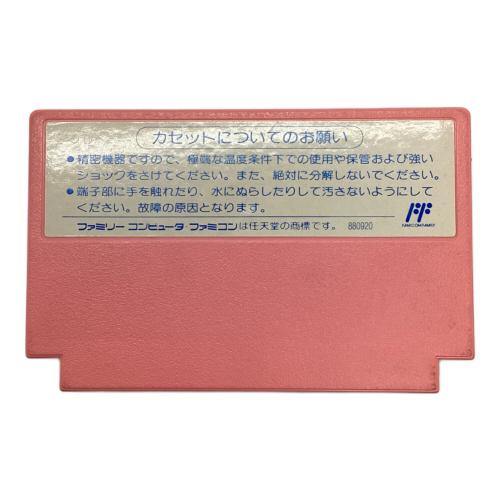 カセットについてのお願い
●精密機器ですので、極端な温度条件下での使用や保管および強い
ショックをさけてください。また、絶対に分解しないでください。
●端子部に手を触れたり、水にぬらしたりして汚さないようにして
ください。故障の原因となります。
ファミリー コンピュータ・ファミコンは任天堂の商標です。 880920
FF
FAMICOM FAMILY